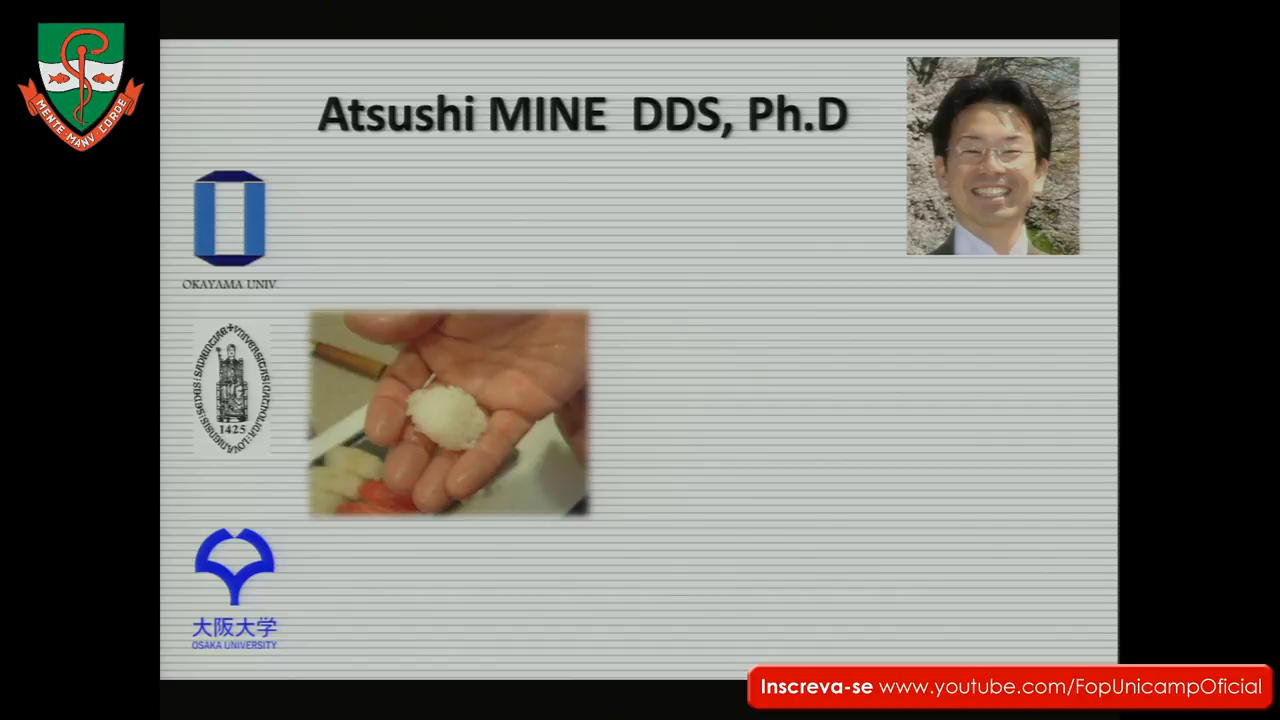 MENTE MANV CORDE
Atsushi MINE DDS, Ph.D
OKAYAMA UNIV.
1425
大阪大学
OSAKA UNIVERSITY
Inscreva-se www.youtube.com/FopUnicampOficial